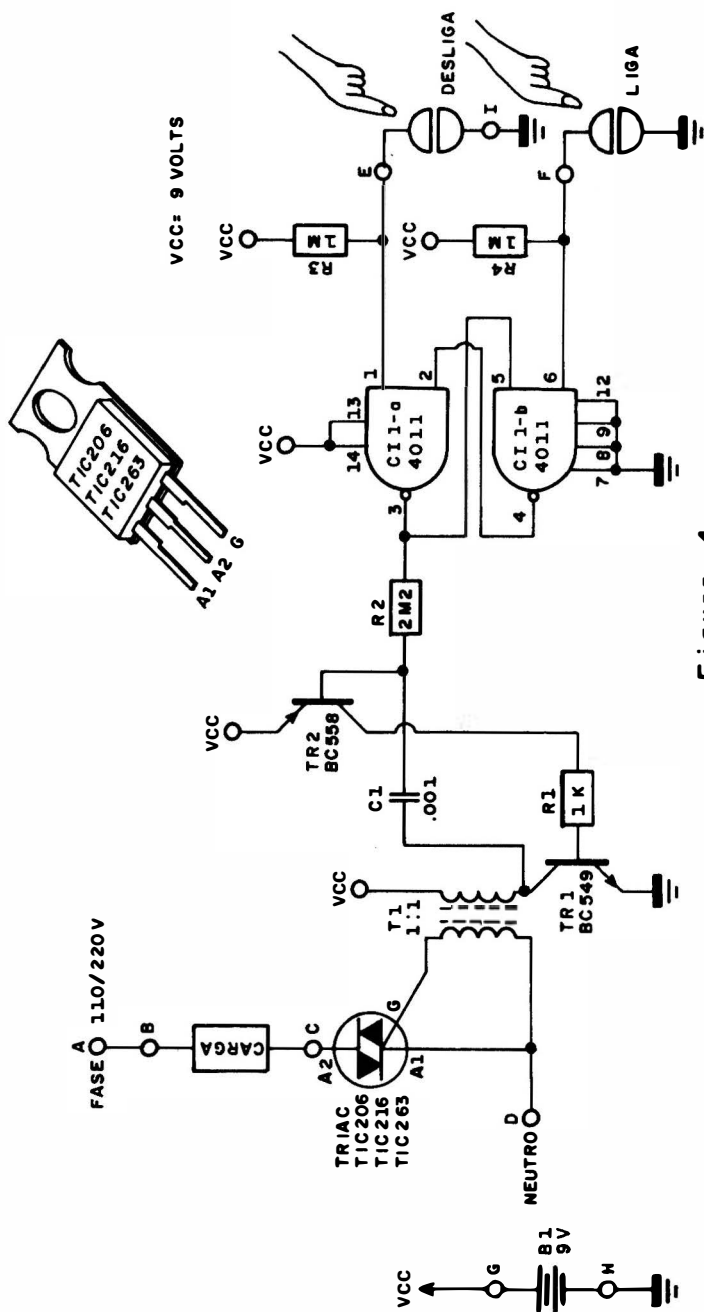 FASE
A
110/220V
B
CARGA
C
A2
G
A1
TRIAC
TIC206
TIC216
TIC263
NEUTRO
D
VCC
G
B1
9V
H
TIC206
TIC216
TIC263
A1
A2
G
VCC
T1
1:1
C1
.001
VCC
TR2
BC558
R1
1K
TR1
BC549
R2
2M2
VCC
14
13
1
3
CI1-a
4011
2
5
4
CI1-b
4011
6
7
8
9
12
VCC= 9 VOLTS
VCC
R3
1M
E
DESLIGA
I
VCC
R4
1M
F
LIGA